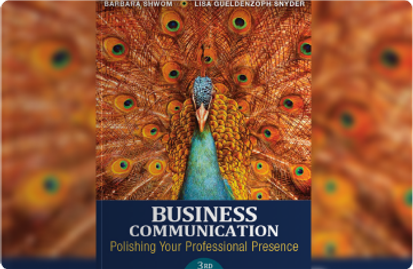 BARBARA SHWOM • LISA GUELDENZOPH SNYDER
BUSINESS
COMMUNICATION
Polishing Your Professional Presence
3RD